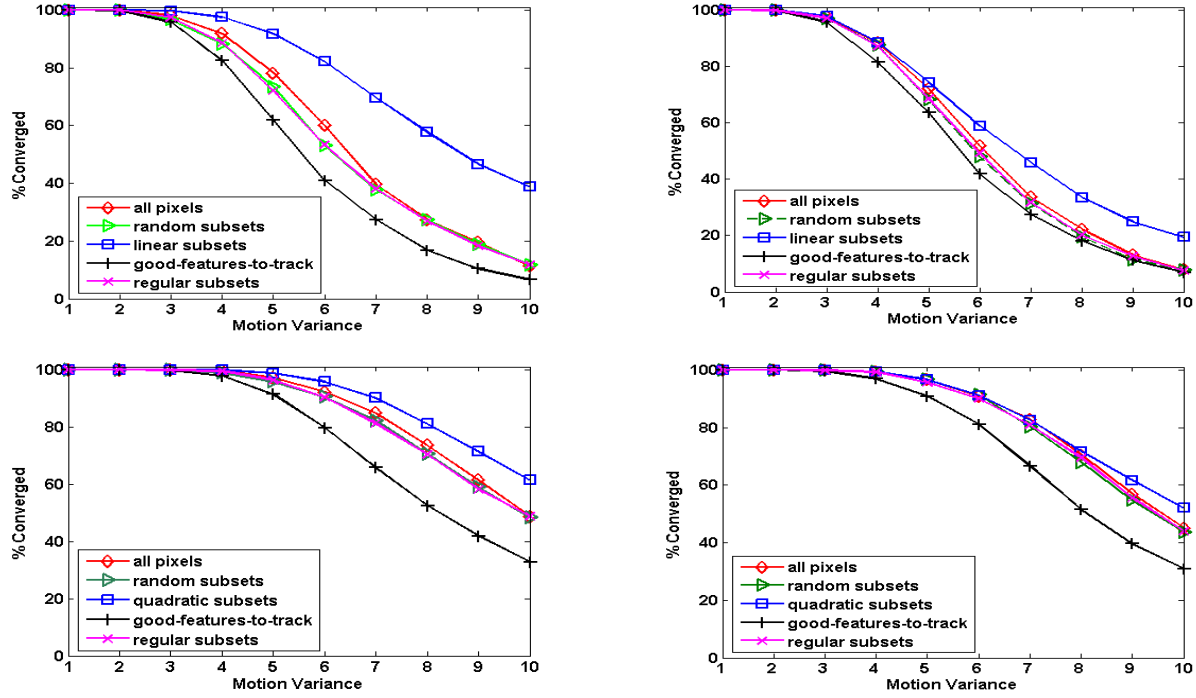 100
80
60
40
20
0
% Converged
all pixels
random subsets
linear subsets
good-features-to-track
regular subsets
1 2 3 4 5 6 7 8 9 10
Motion Variance
100
80
60
40
20
0
% Converged
all pixels
random subsets
linear subsets
good-features-to-track
regular subsets
1 2 3 4 5 6 7 8 9 10
Motion Variance
100
80
60
40
20
0
% Converged
all pixels
random subsets
quadratic subsets
good-features-to-track
regular subsets
1 2 3 4 5 6 7 8 9 10
Motion Variance
100
80
60
40
20
0
% Converged
all pixels
random subsets
quadratic subsets
good-features-to-track
regular subsets
1 2 3 4 5 6 7 8 9 10
Motion Variance